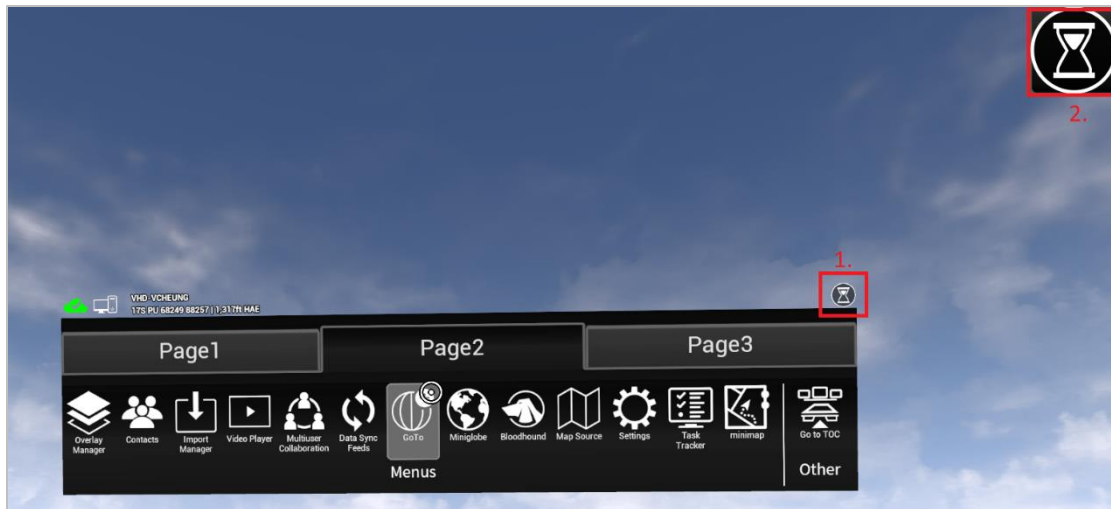 2.
1.
VHD VCHEUNG
17S PU 68249 88257 | 1,317ft HAE
Page1
Page2
Page3
Overlay
Manager
Contacts
Import
Manager
Video Player
Multiuser
Collaboration
Data Sync
Feeds
GoTo
Miniglobe
Bloodhound
Map Source
Settings
Task
Tracker
minimap
Go to TOC
Menus
Other